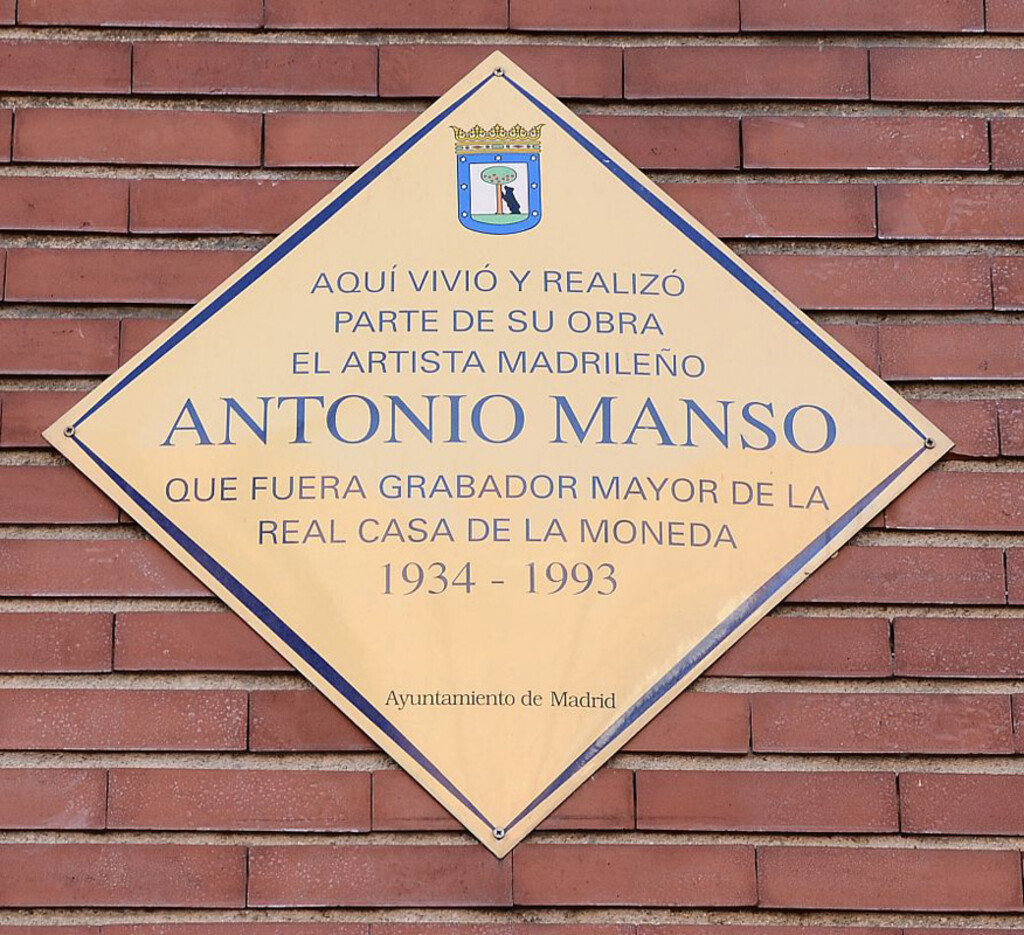 AQUÍ VIVIÓ Y REALIZÓ
PARTE DE SU OBRA
EL ARTISTA MADRILEÑO
ANTONIO MANSO
QUE FUERA GRABADOR MAYOR DE LA
REAL CASA DE LA MONEDA
1934 - 1993
Ayuntamiento de Madrid